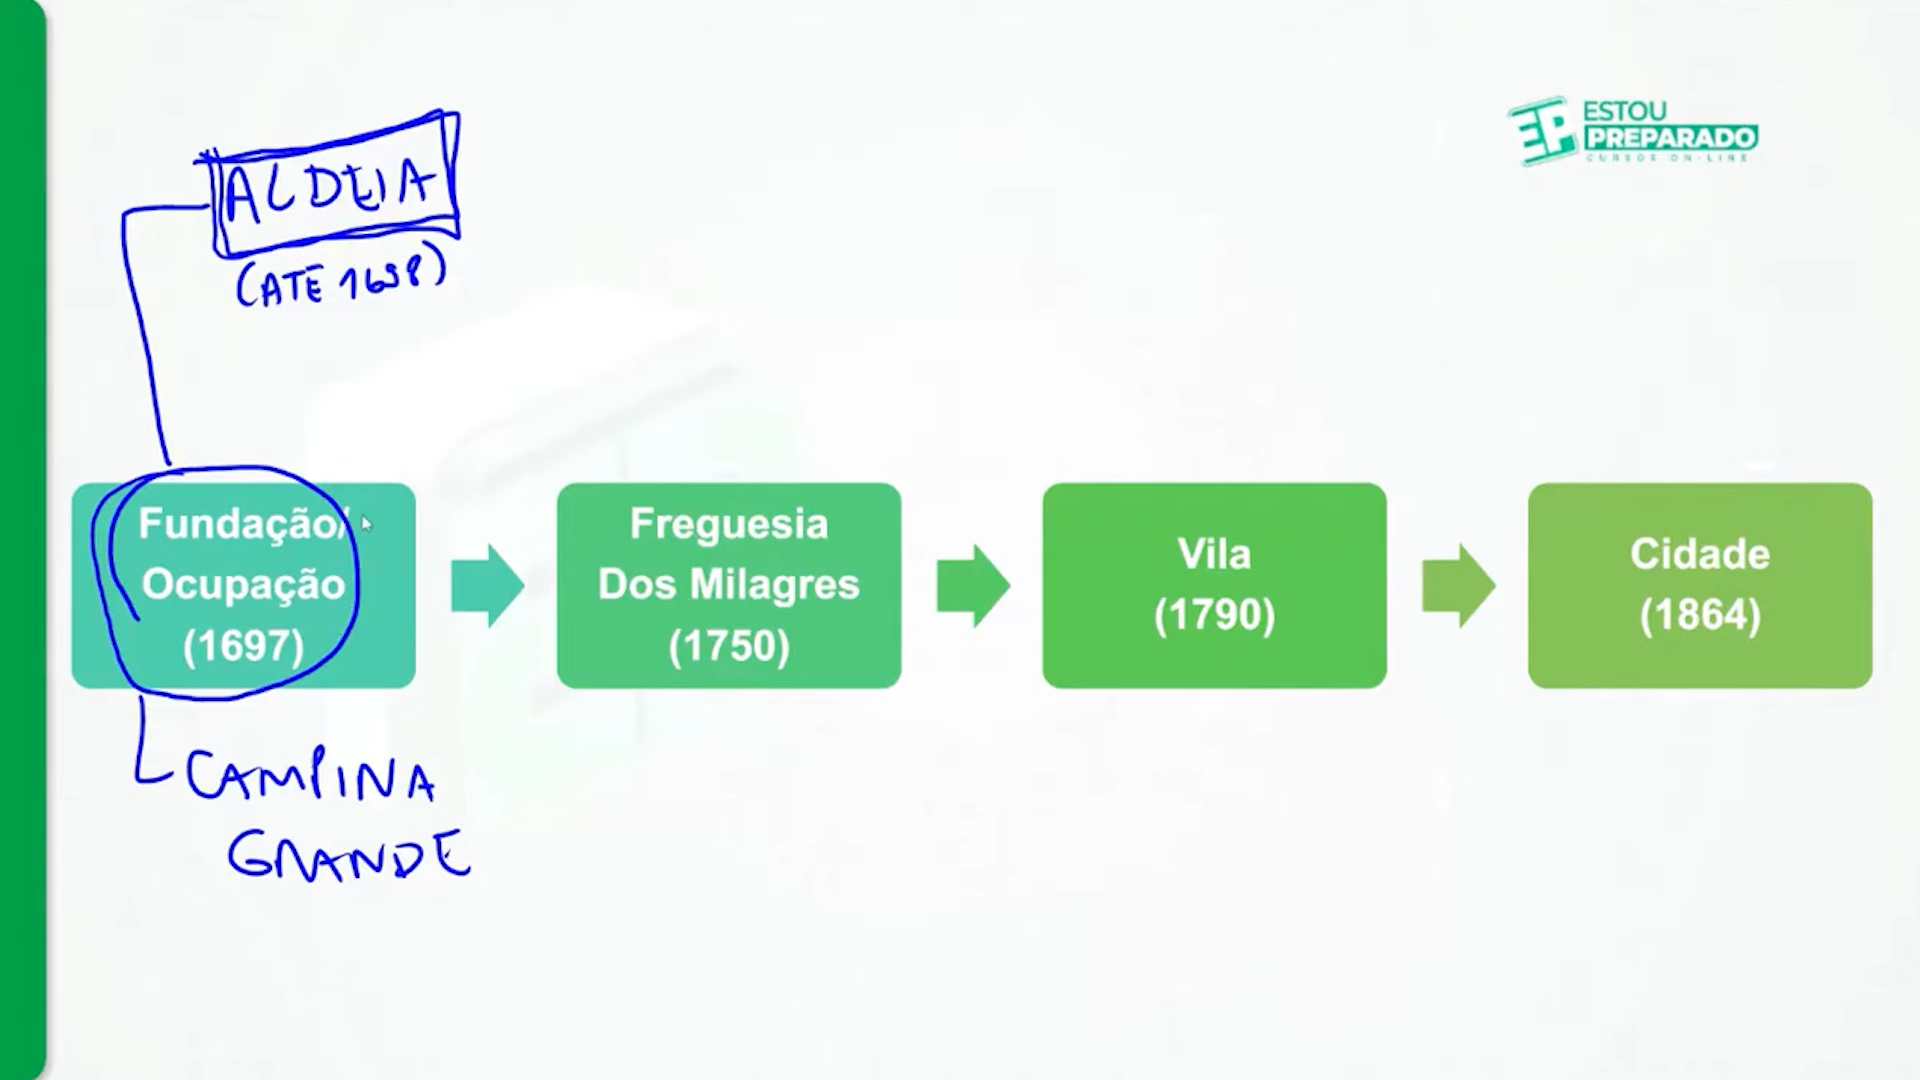 ESTOU
PREPARADO
CURSOS ON-LINE
ALDEIA
(ATÉ 1698)
Fundação/
Ocupação
(1697)
Freguesia
Dos Milagres
(1750)
Vila
(1790)
Cidade
(1864)
CAMPINA
GRANDE